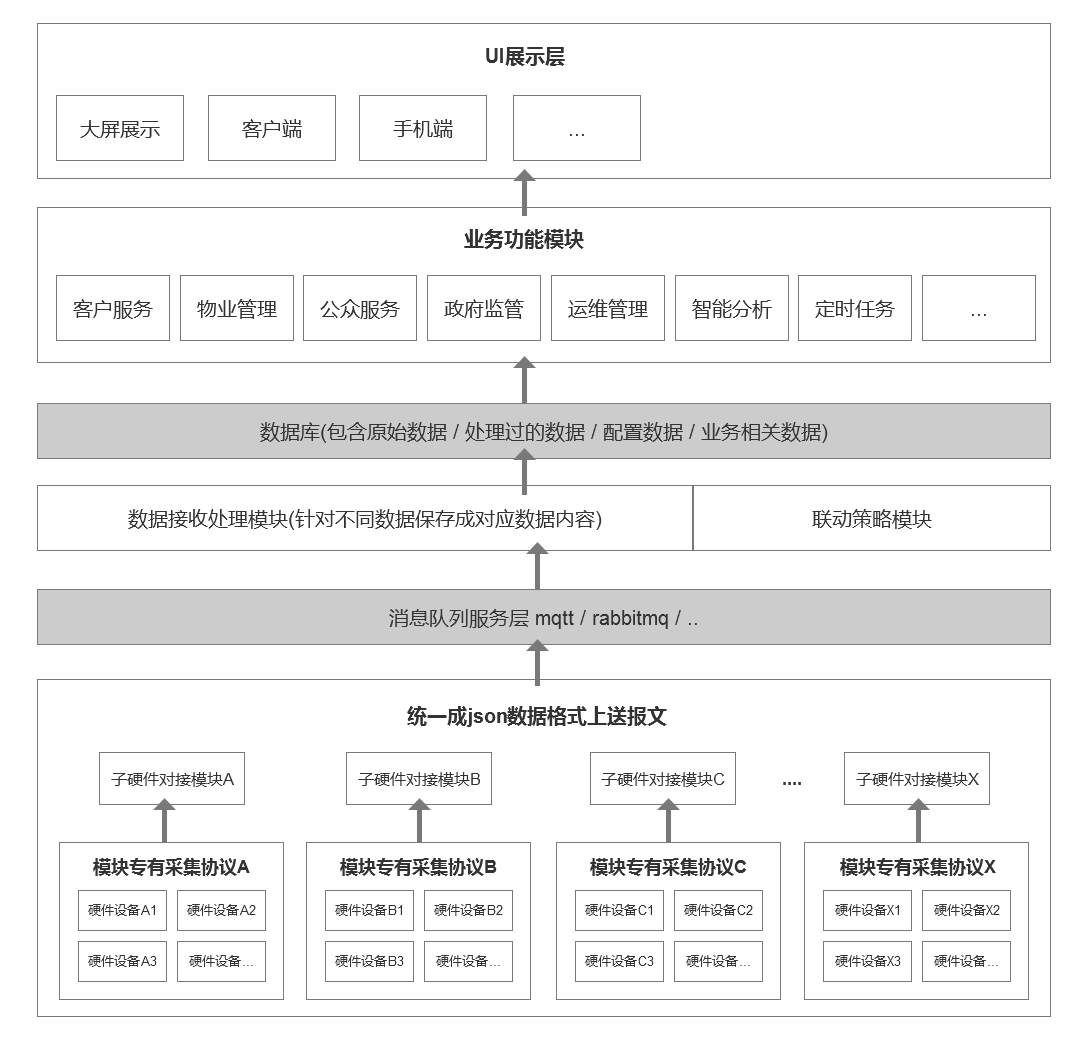 UI展示层
大屏展示
客户端
手机端
...
业务功能模块
客户服务
物业管理
公众服务
政府监管
运维管理
智能分析
定时任务
...
数据库(包含原始数据 / 处理过的数据 / 配置数据 / 业务相关数据)
数据接收处理模块(针对不同数据保存成对应数据内容)
联动策略模块
消息队列服务层 mqtt / rabbitmq / ..
统一成json数据格式上送报文
子硬件对接模块A
子硬件对接模块B
子硬件对接模块C
....
子硬件对接模块X
模块专有采集协议A
硬件设备A1
硬件设备A2
硬件设备A3
硬件设备...
模块专有采集协议B
硬件设备B1
硬件设备B2
硬件设备B3
硬件设备...
模块专有采集协议C
硬件设备C1
硬件设备C2
硬件设备C3
硬件设备...
模块专有采集协议X
硬件设备X1
硬件设备X2
硬件设备X3
硬件设备...